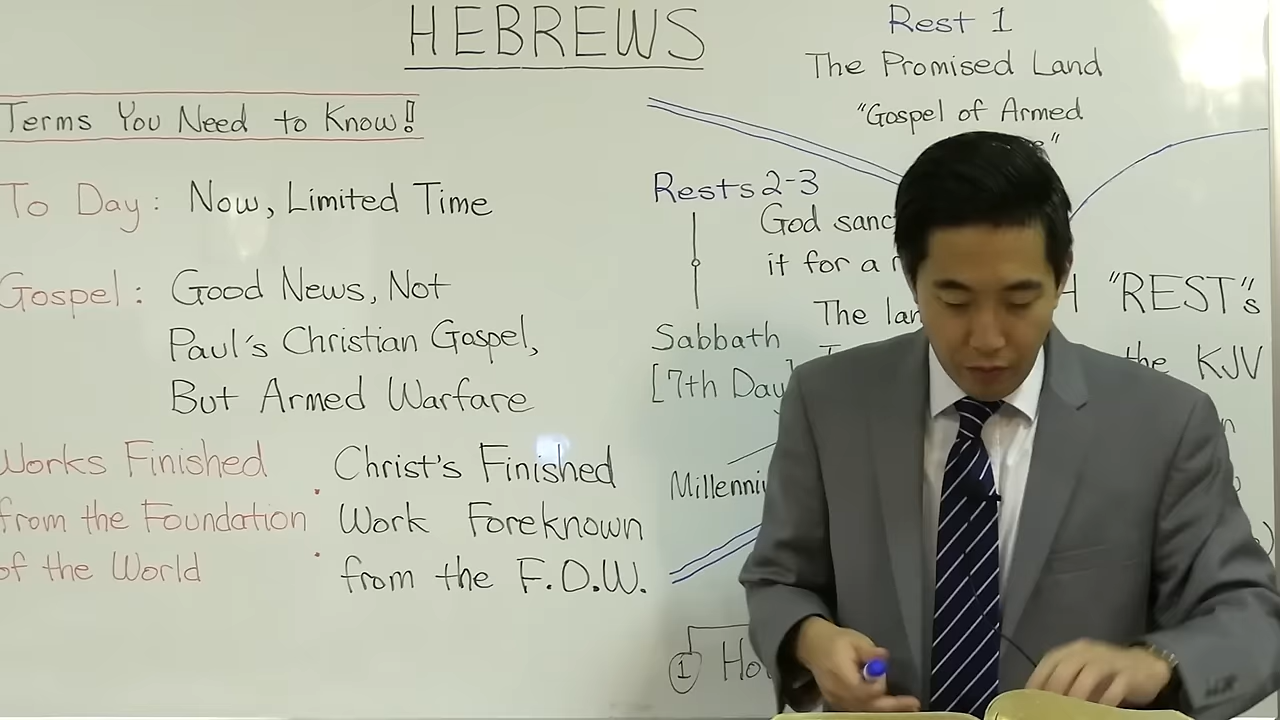 HEBREWS
Terms You Need to Know!
To Day: Now, Limited Time
Gospel: Good News, Not
Paul's Christian Gospel,
But Armed Warfare
Works Finished
from the Foundation
of the World
: Christ's Finished
Work Foreknown
from the F.O.W.
Rest 1
The Promised Land
"Gospel of Armed
"
Rests 2-3
God
it for a
The
Sabbath
[7th Day]
"REST"s
the KJV
1